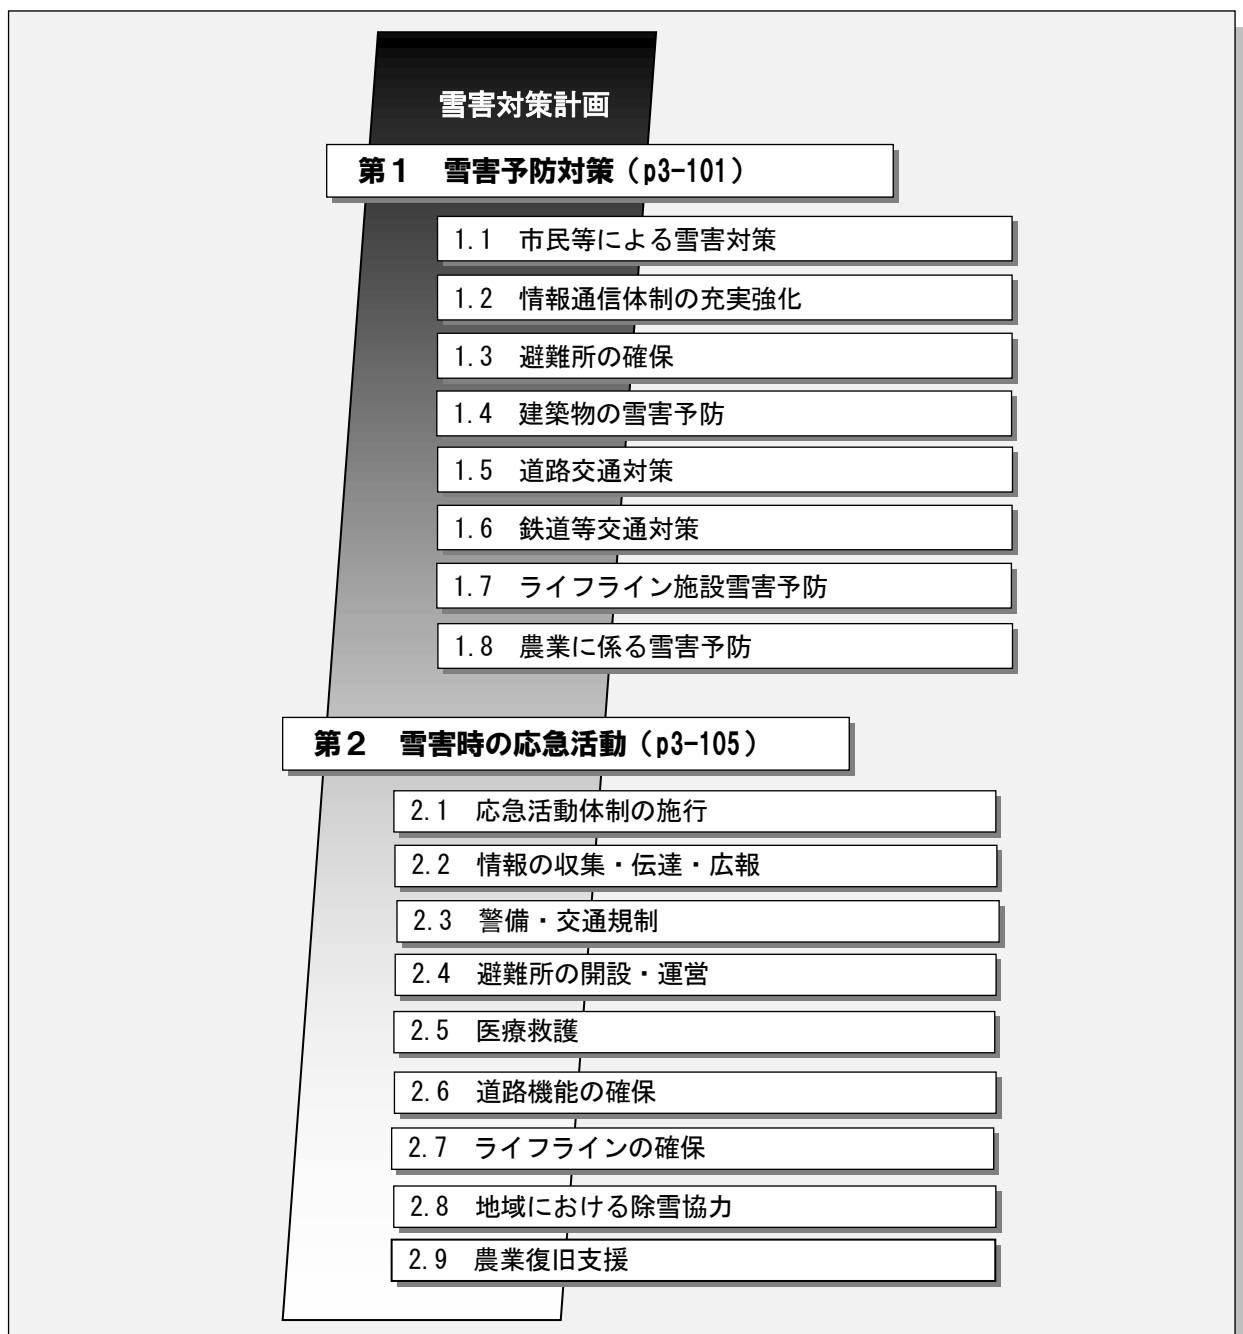 雪害対策計画
第１　雪害予防対策（p3-101）
1.1　市民等による雪害対策
1.2　情報通信体制の充実強化
1.3　避難所の確保
1.4　建築物の雪害予防
1.5　道路交通対策
1.6　鉄道等交通対策
1.7　ライフライン施設雪害予防
1.8　農業に係る雪害予防
第２　雪害時の応急活動（p3-105）
2.1　応急活動体制の施行
2.2　情報の収集・伝達・広報
2.3　警備・交通規制
2.4　避難所の開設・運営
2.5　医療救護
2.6　道路機能の確保
2.7　ライフラインの確保
2.8　地域における除雪協力
2.9　農業復旧支援